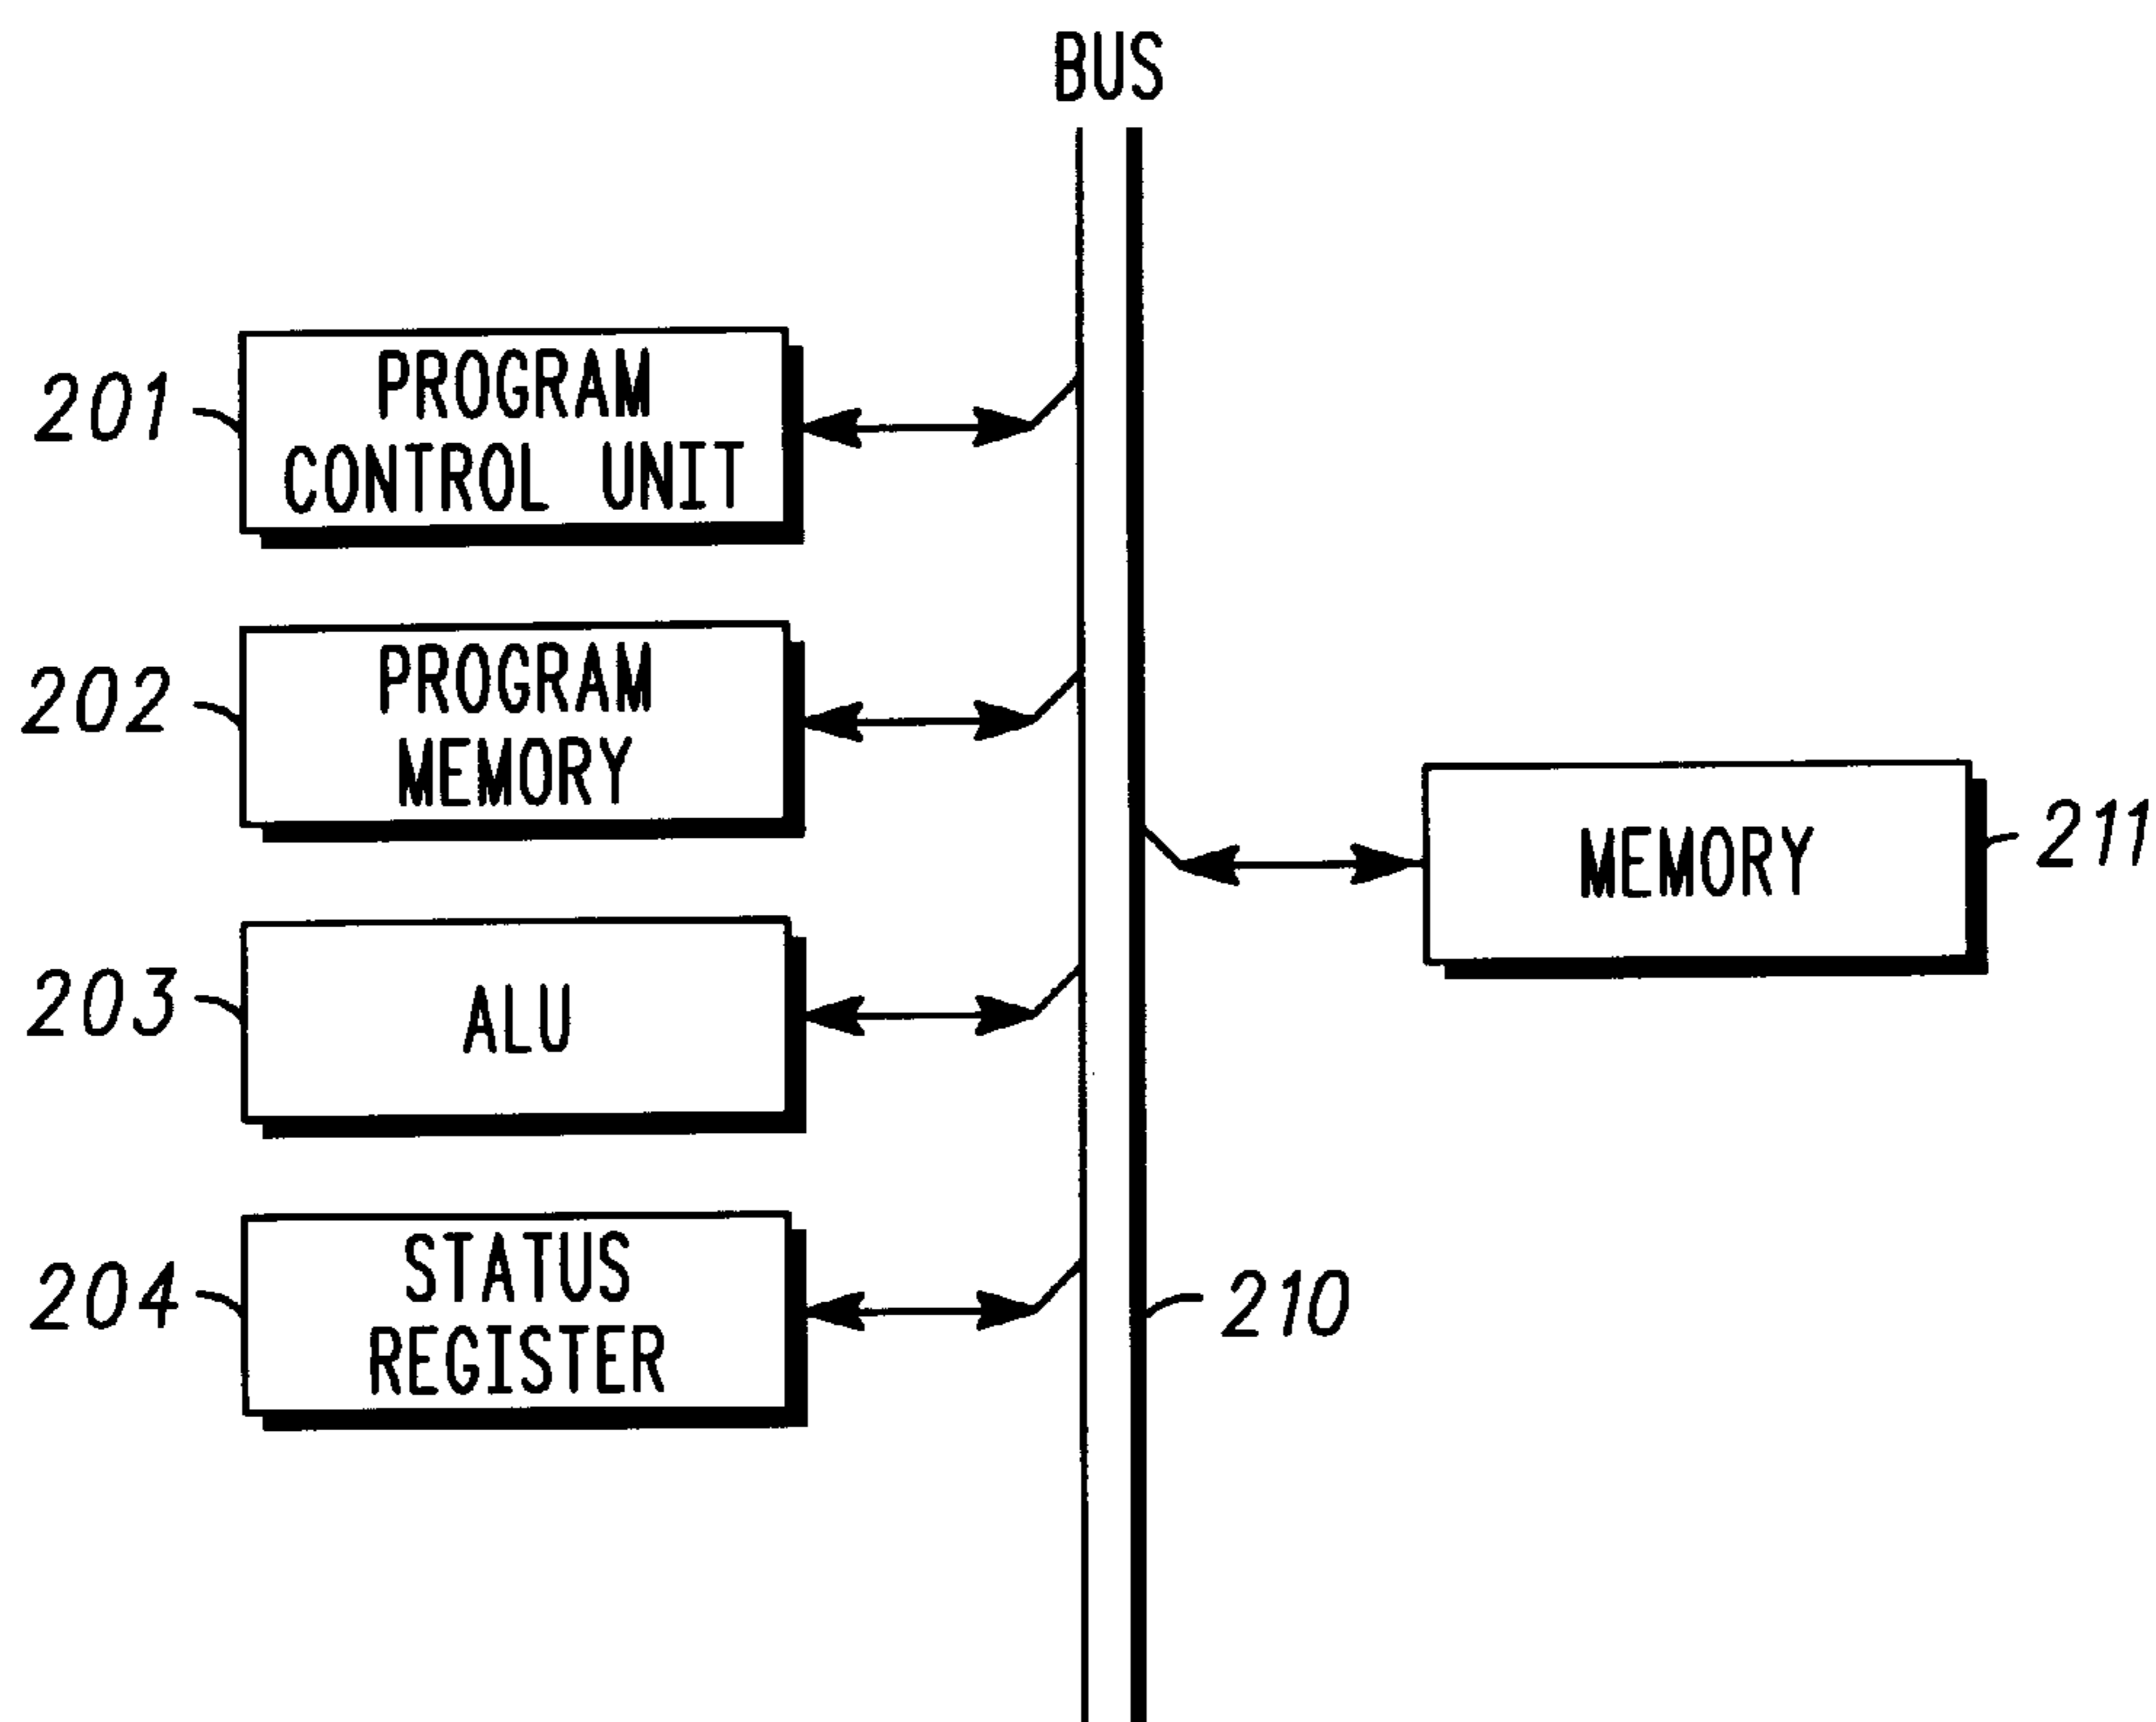 BUS
201
PROGRAM
CONTROL UNIT
202
PROGRAM
MEMORY
MEMORY
211
203
ALU
204
STATUS
REGISTER
210